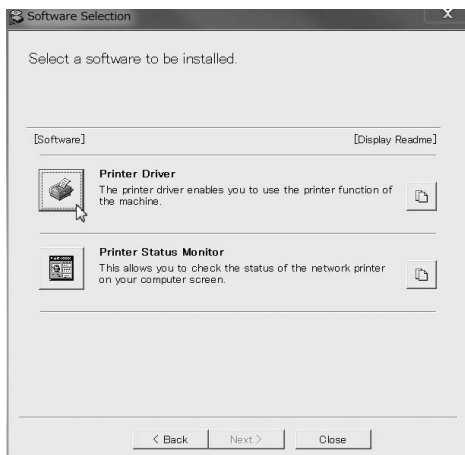 Software Selection
Select a software to be installed.
[Software] [Display Readme]
Printer Driver
The printer driver enables you to use the printer function of
the machine.
Printer Status Monitor
This allows you to check the status of the network printer
on your computer screen.
< Back Next > Close